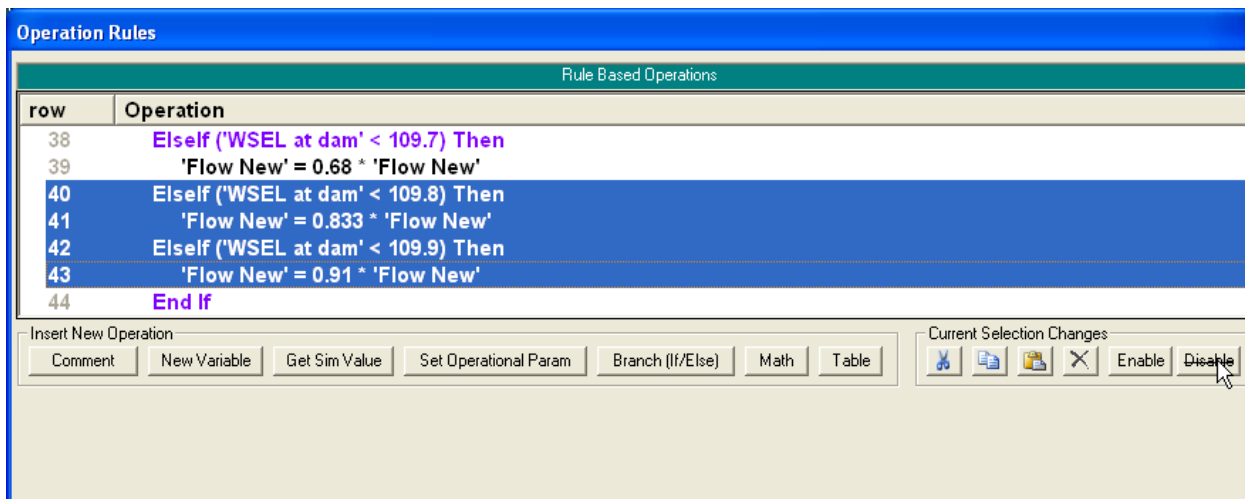 Operation Rules
Rule Based Operations
row Operation
38 ElseIf ('WSEL at dam' < 109.7) Then
39 'Flow New' = 0.68 * 'Flow New'
40 ElseIf ('WSEL at dam' < 109.8) Then
41 'Flow New' = 0.833 * 'Flow New'
42 ElseIf ('WSEL at dam' < 109.9) Then
43 'Flow New' = 0.91 * 'Flow New'
44 End If
Insert New Operation Current Selection Changes
Comment New Variable Get Sim Value Set Operational Param Branch (If/Else) Math Table Enable Disable